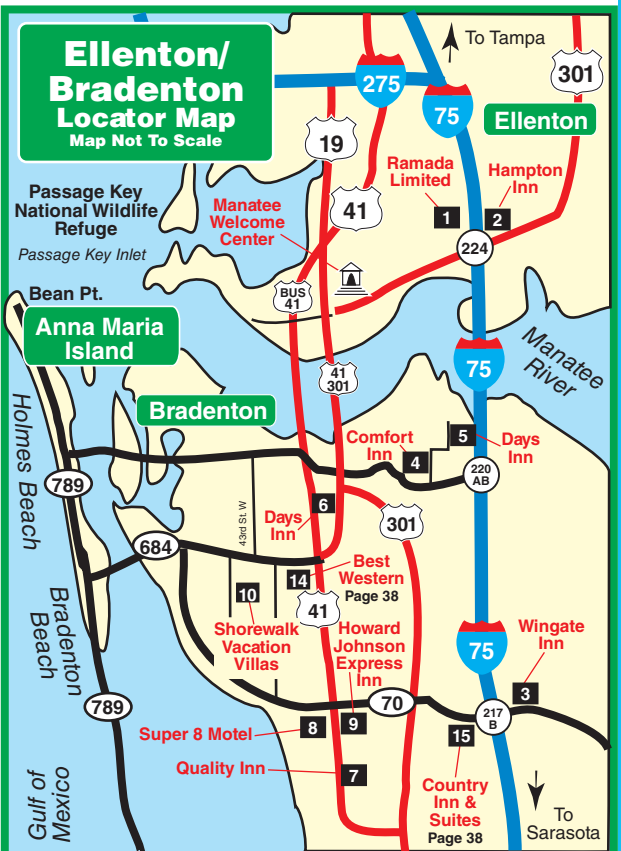 Ellenton/
Bradenton
Locator Map
Map Not To Scale
To Tampa
275
75
301
Ellenton
19
41
Ramada
Limited
Hampton
Inn
1
2
224
Passage Key
National Wildlife
Refuge
Passage Key Inlet
Manatee
Welcome
Center
BUS
41
Bean Pt.
Anna Maria
Island
Manatee
River
75
41
301
Bradenton
Holmes Beach
Comfort
Inn
4
5
Days
Inn
220
AB
789
6
Days
Inn
43rd St. W
301
684
Best
Western
Page 38
14
10
Shorewalk
Vacation
Villas
41
Howard
Johnson
Express
Inn
Bradenton
Beach
75
Wingate
Inn
3
789
70
217
B
Super 8 Motel
8
9
15
Quality Inn
7
Country
Inn &
Suites
Page 38
Gulf of
Mexico
To
Sarasota